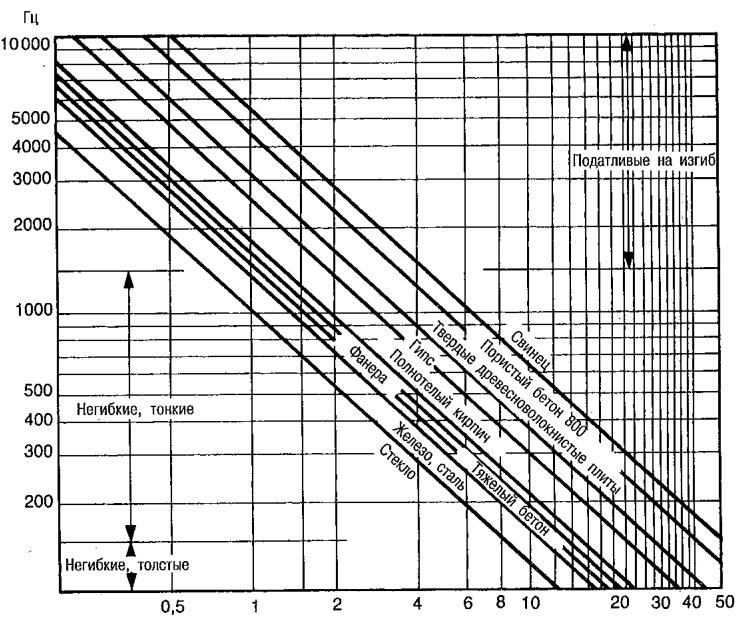 Гц
10000
5000
4000
3000
2000
1000
500
400
300
200
Податливые на изгиб
Негибкие, тонкие
Негибкие, толстые
Свинец
Пористый бетон 800
Твердые древесноволокнистые плиты
Гипс
Полнотелый кирпич
Фанера
Тяжелый бетон
Железо, сталь
Стекло
0,5 1 2 4 6 8 10 20 30 40 50